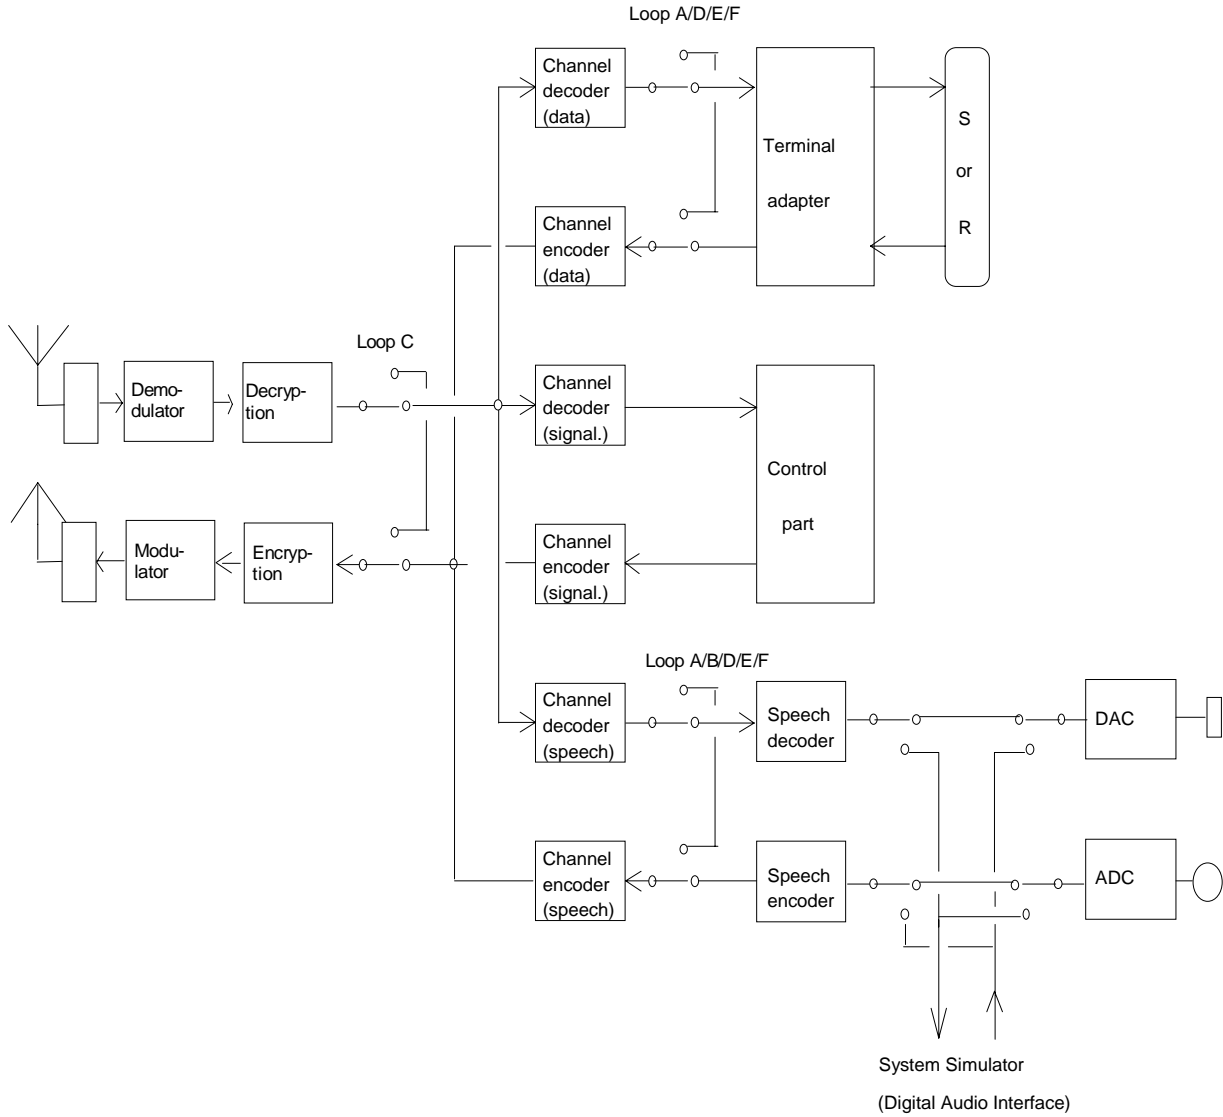 Loop A/D/E/F
Channel
decoder
(data)
Terminal
adapter
S
or
R
Channel
encoder
(data)
Loop C
Demo-
dulator
Decryp-
tion
Channel
decoder
(signal.)
Control
part
Modu-
lator
Encryp-
tion
Channel
encoder
(signal.)
Loop A/B/D/E/F
Channel
decoder
(speech)
Speech
decoder
DAC
Channel
encoder
(speech)
Speech
encoder
ADC
System Simulator
(Digital Audio Interface)